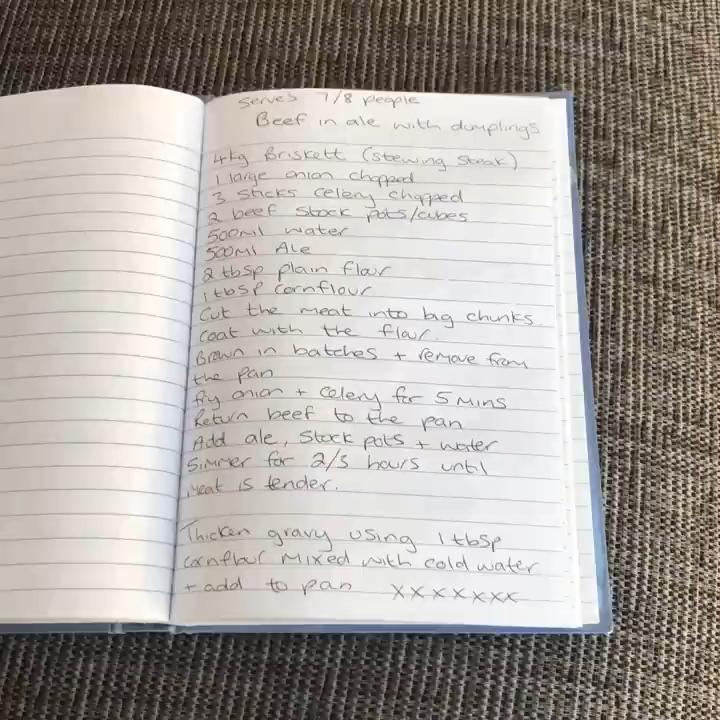 Serves 7/8 people
Beef in ale with dumplings
4kg Briskett (stewing steak)
1 large onion chopped
3 sticks celery chopped
2 beef stock pots/cubes
500ml water
500ml Ale
2 tbsp plain flour
1 tbsp cornflour
Cut the meat into big chunks
coat with the flour.
Brown in batches + remove from
the pan
fry onion + celery for 5 mins
Return beef to the pan
Add ale, stock pots + water
Simmer for 2/3 hours until
meat is tender.
Thicken gravy using 1 tbsp
cornflour mixed with cold water
+ add to pan xxxxxxx